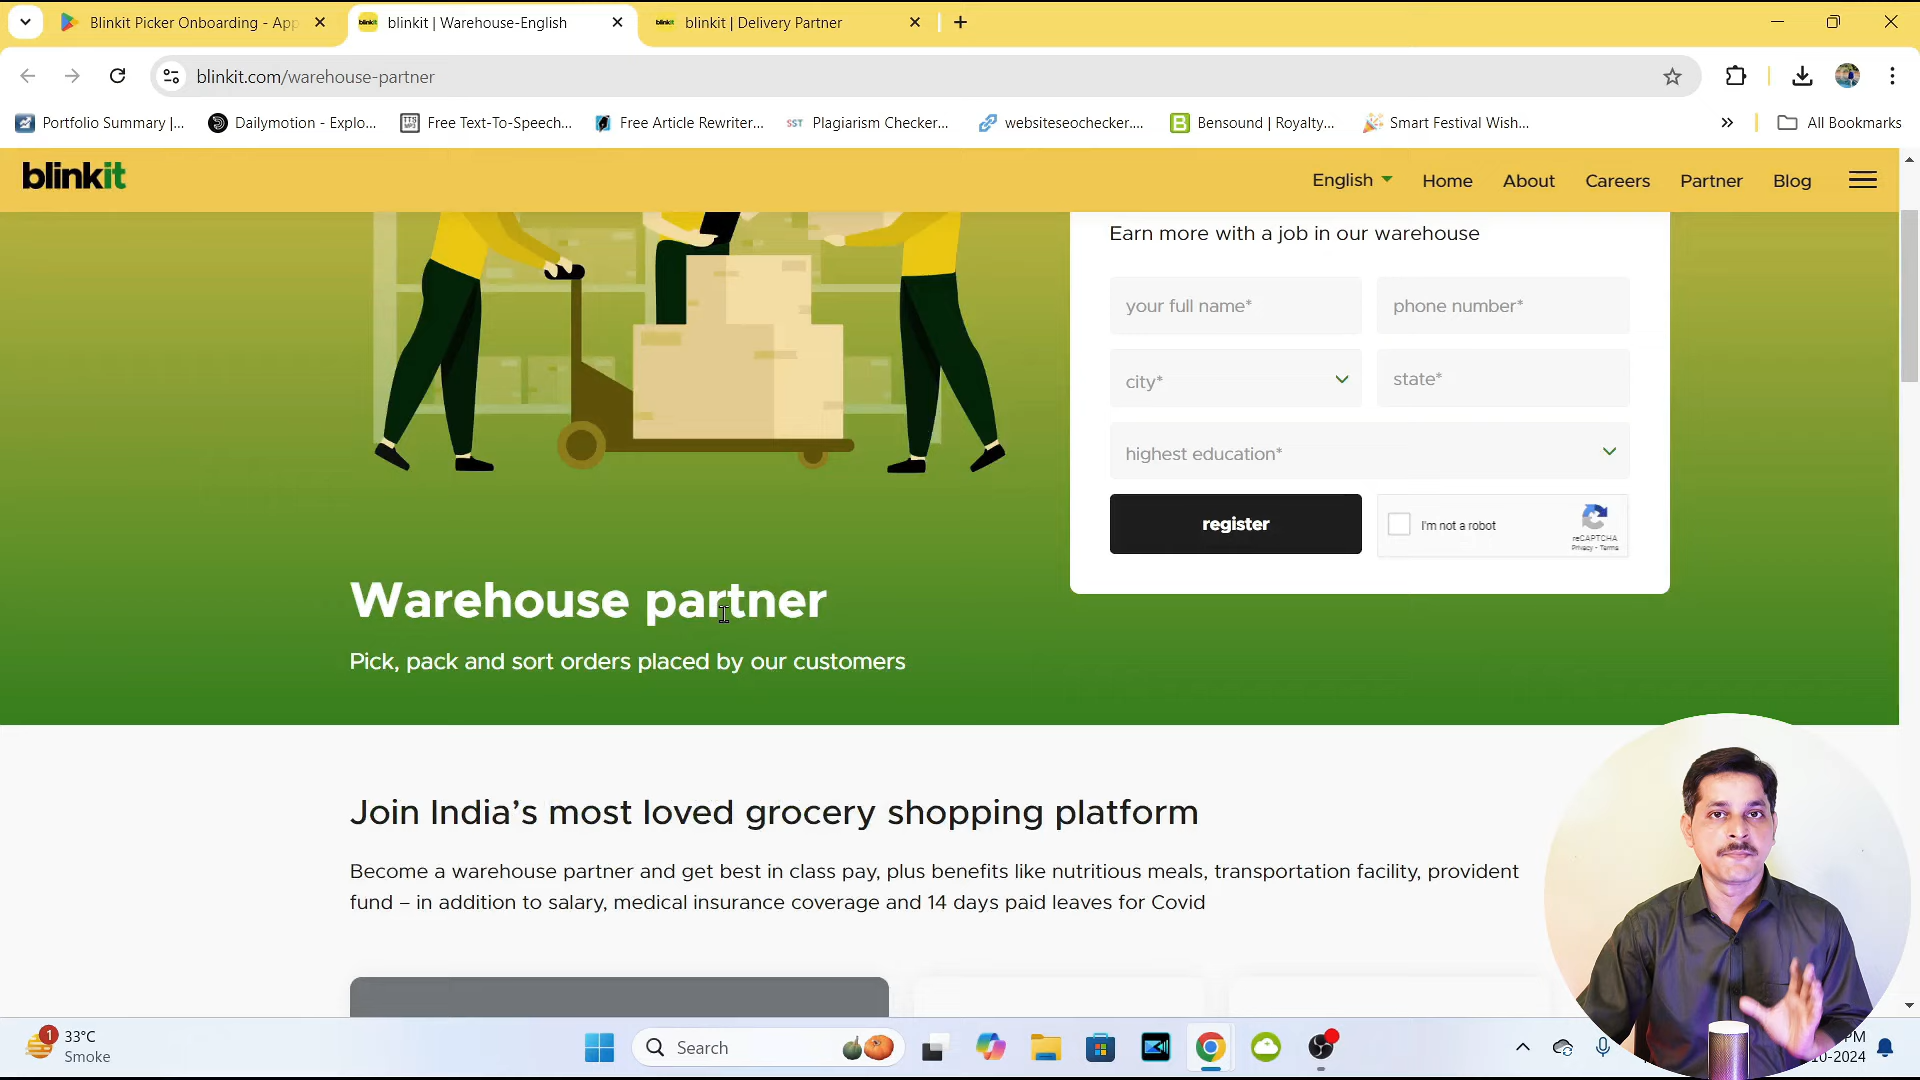 Blinkit Picker Onboarding - App
blinkit | Warehouse-English
blinkit | Delivery Partner
blinkit.com/warehouse-partner
Portfolio Summary |...
Dailymotion - Explo...
Free Text-To-Speech...
Free Article Rewriter...
SST Plagiarism Checker...
websiteseochecker....
Bensound | Royalty...
Smart Festival Wish...
All Bookmarks
blinkit
English
Home
About
Careers
Partner
Blog
Earn more with a job in our warehouse
your full name*
phone number*
city*
state*
highest education*
register
I'm not a robot
reCAPTCHA
Privacy - Terms
Warehouse partner
Pick, pack and sort orders placed by our customers
Join India's most loved grocery shopping platform
Become a warehouse partner and get best in class pay, plus benefits like nutritious meals, transportation facility, provident
fund – in addition to salary, medical insurance coverage and 14 days paid leaves for Covid
1
33°C
Smoke
Search
PM
10-2024